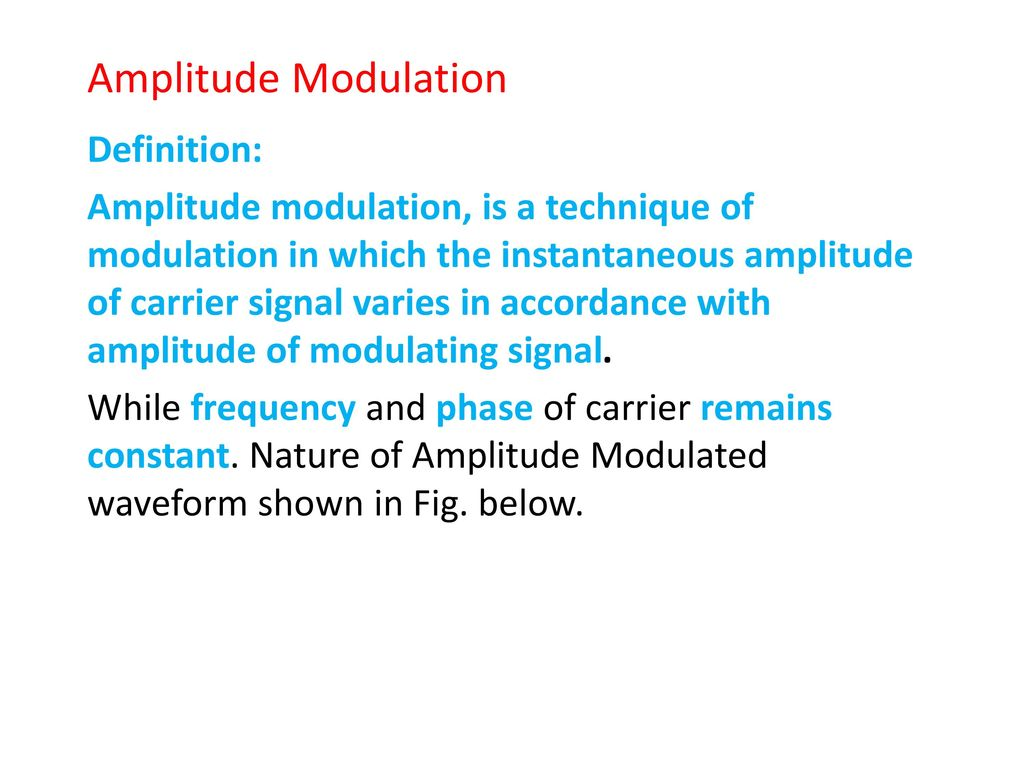 Amplitude Modulation
Definition:
Amplitude modulation, is a technique of
modulation in which the instantaneous amplitude
of carrier signal varies in accordance with
amplitude of modulating signal.
While frequency and phase of carrier remains
constant. Nature of Amplitude Modulated
waveform shown in Fig. below.